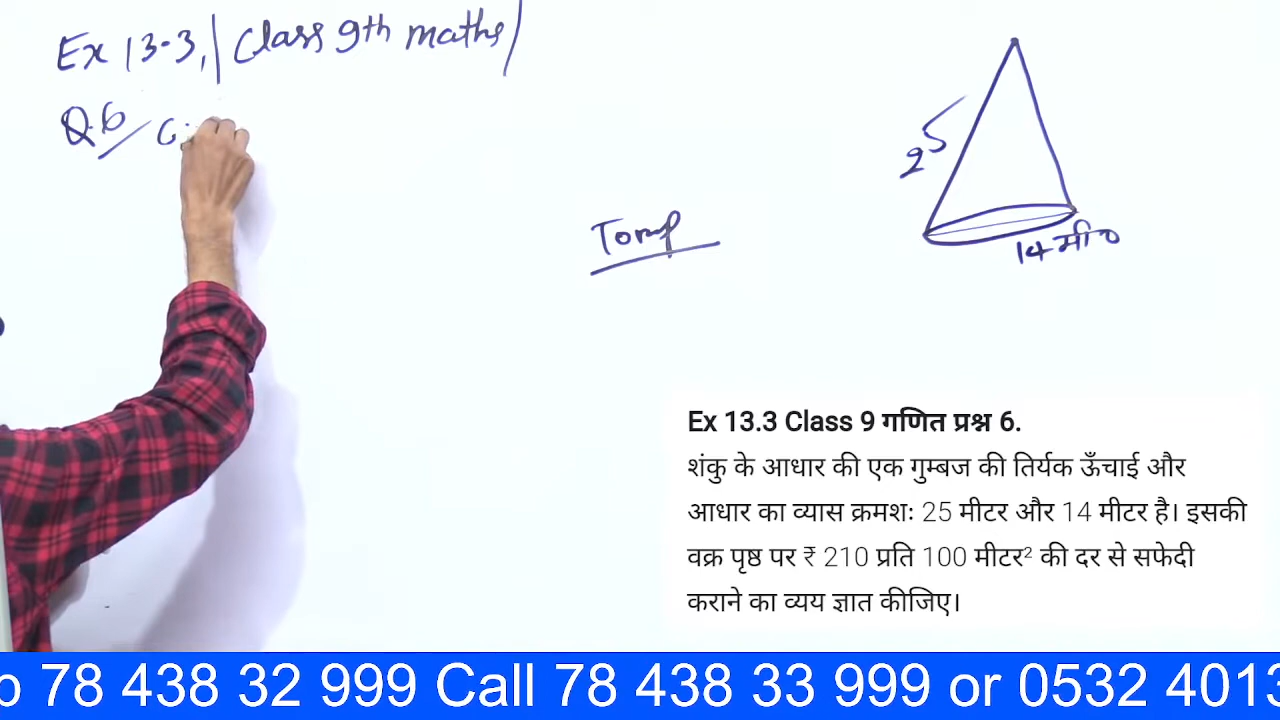 Ex 13.3, | Class 9th maths |
Q.6
25
14 मी०
Ex 13.3 Class 9 गणित प्रश्न 6.
शंकु के आधार की एक गुम्बज की तिर्यक ऊँचाई और
आधार का व्यास क्रमशः 25 मीटर और 14 मीटर है। इसकी
वक्र पृष्ठ पर ₹ 210 प्रति 100 मीटर² की दर से सफेदी
कराने का व्यय ज्ञात कीजिए।
78 438 32 999 Call 78 438 33 999 or 0532 4013